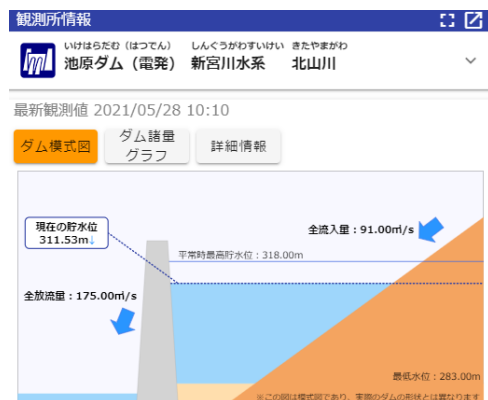 観測所情報
いけはらだむ（はつでん） しんぐうがわすいけい きたやまがわ
池原ダム（電発） 新宮川水系 北山川
最新観測値 2021/05/28 10:10
ダム模式図
ダム諸量
グラフ
詳細情報
現在の貯水位
311.53m↓
全流入量：91.00㎥/s
平常時最高貯水位：318.00m
全放流量：175.00㎥/s
最低水位：283.00m
※この図は模式図であり、実際のダムの形状とは異なります